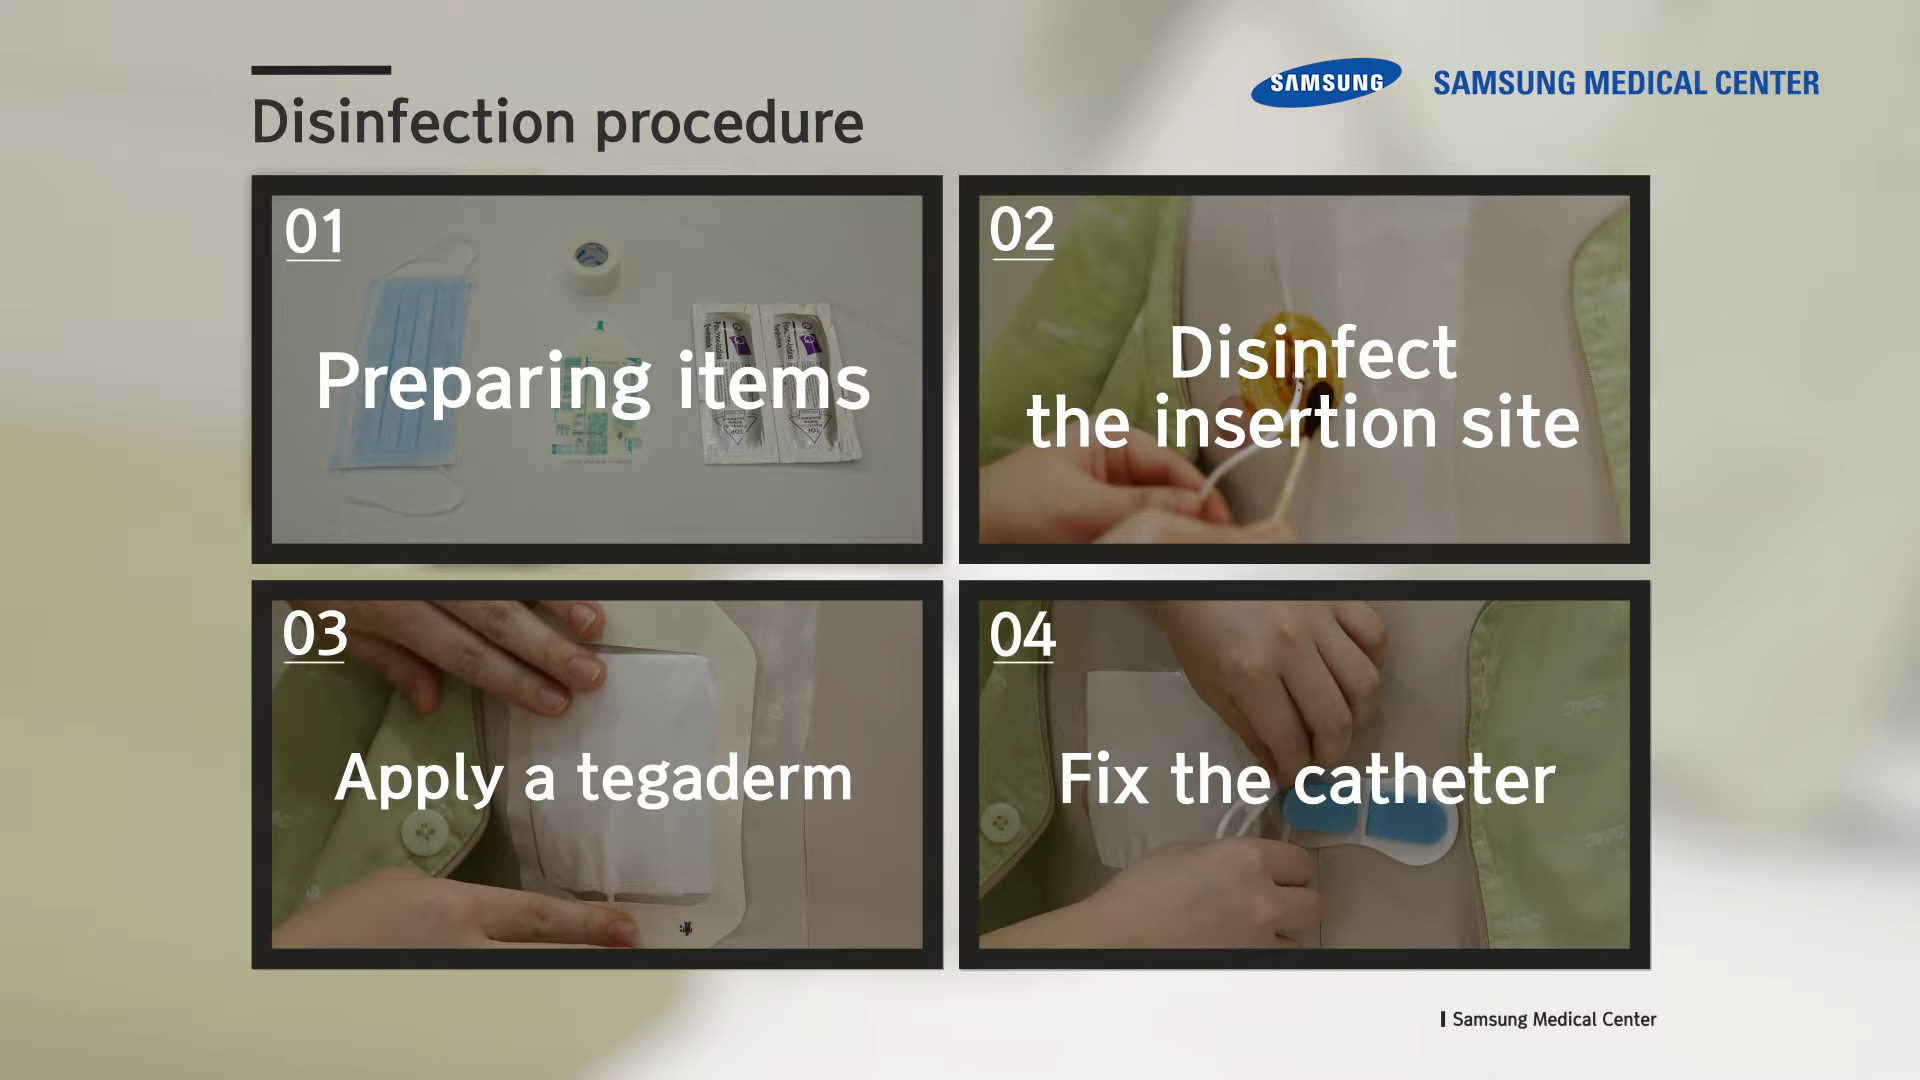 Disinfection procedure
SAMSUNG
SAMSUNG MEDICAL CENTER
01
Preparing items
02
Disinfect
the insertion site
03
Apply a tegaderm
04
Fix the catheter
Samsung Medical Center